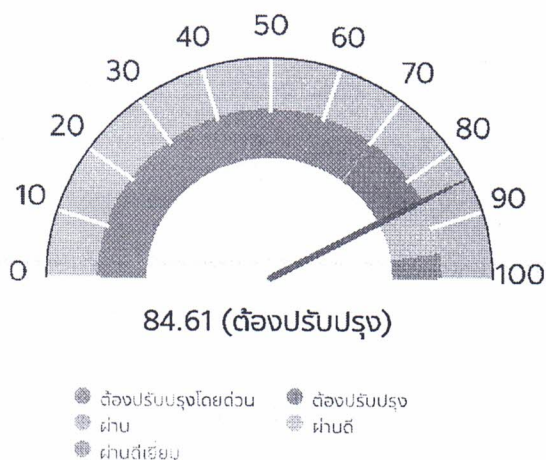 50
40 60
30 70
20 80
10 90
0 100
84.61 (ต้องปรับปรุง)
ต้องปรับปรุงโดยด่วน ต้องปรับปรุง
ผ่าน ผ่านดี
ผ่านดีเยี่ยม